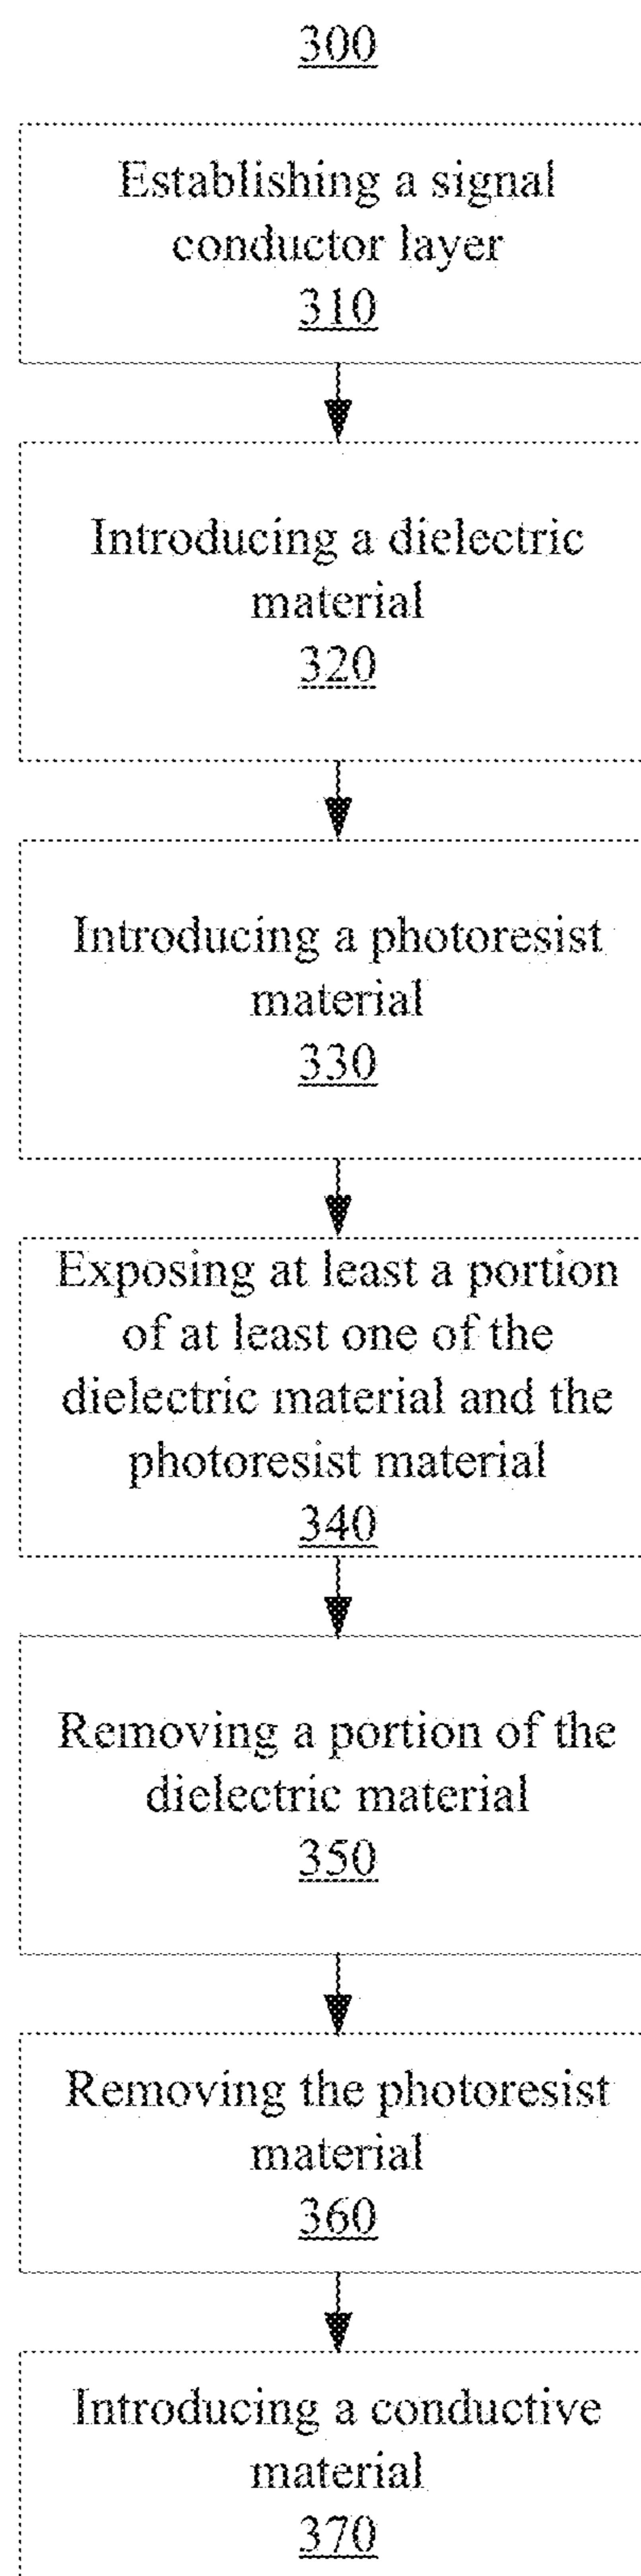 300
Establishing a signal
conductor layer
310
Introducing a dielectric
material
320
Introducing a photoresist
material
330
Exposing at least a portion
of at least one of the
dielectric material and the
photoresist material
340
Removing a portion of the
dielectric material
350
Removing the photoresist
material
360
Introducing a conductive
material
370